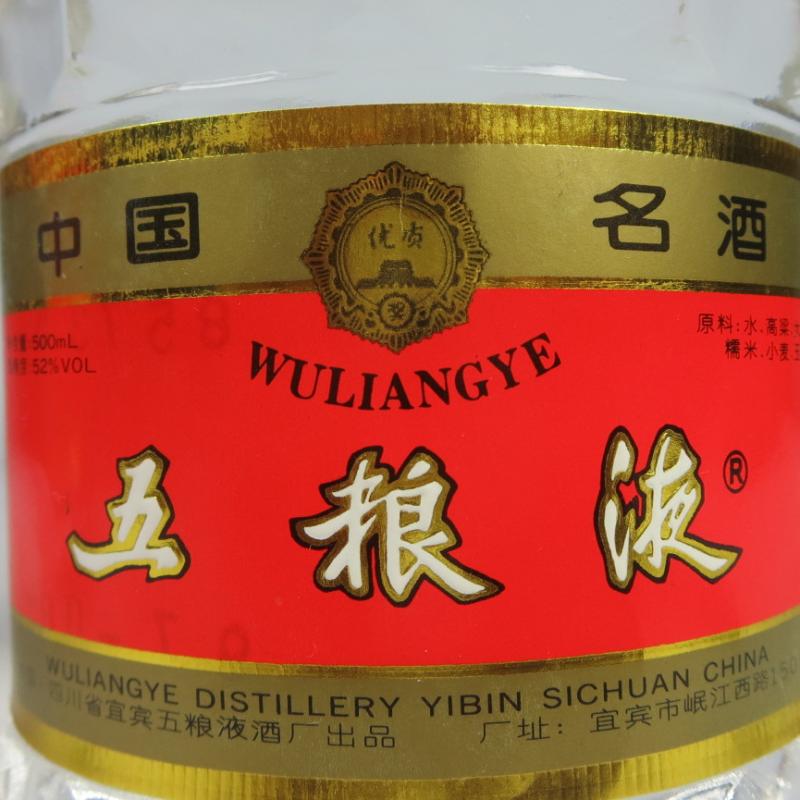 中国 名酒
优质
奖
500mL
52%VOL
原料:水、高粱、
糯米、小麦、
WULIANGYE
五粮液®
WULIANGYE DISTILLERY YIBIN SICHUAN CHINA
四川省宜宾五粮液酒厂出品 厂址:宜宾市岷江西路150